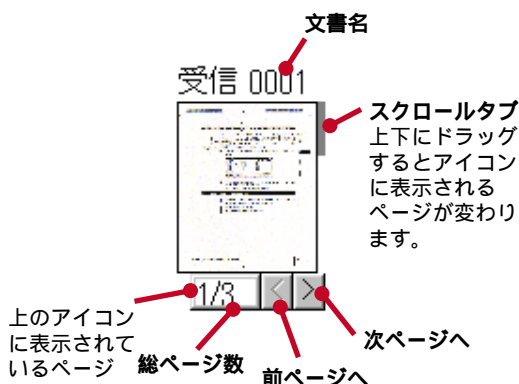 文書名
受信 0001
スクロールタブ
上下にドラッグ
するとアイコン
に表示される
ページが変わり
ます。
1/3
<
>
上のアイコン
に表示されて
いるページ
総ページ数
前ページへ
次ページへ